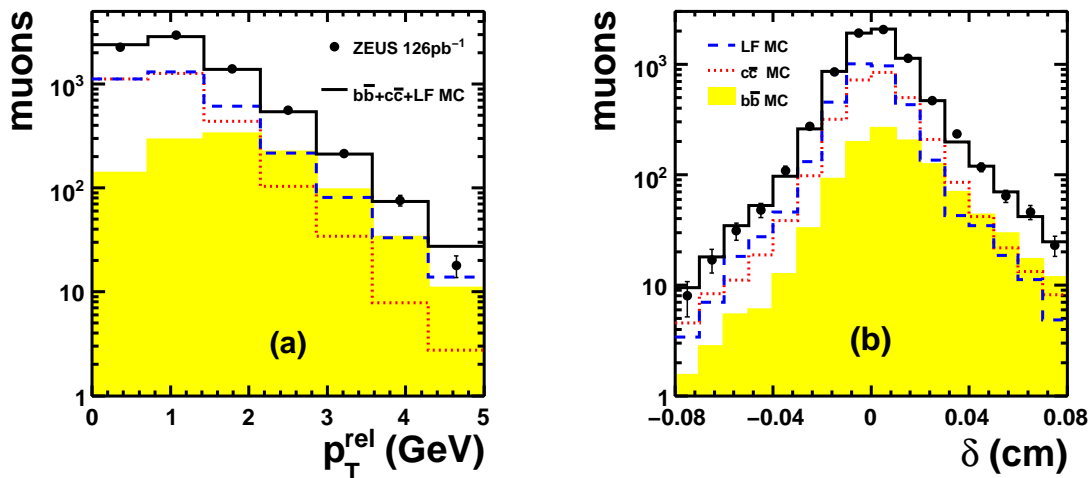 muons
10³
10²
10
1
ZEUS 126pb⁻¹
bb̄+cc̄+LF MC
(a)
0 1 2 3 4 5
p_T^rel (GeV)
muons
10³
10²
10
1
LF MC
cc̄ MC
bb̄ MC
(b)
−0.08 −0.04 0 0.04 0.08
δ (cm)